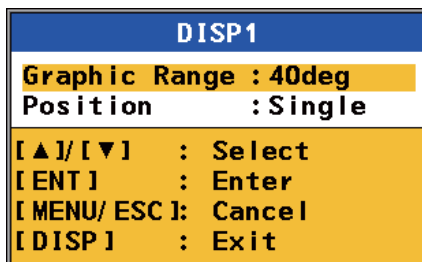 DISP1
Graphic Range :40deg
Position :Single
[▲]/[▼] : Select
[ENT] : Enter
[MENU/ESC]: Cancel
[DISP] : Exit